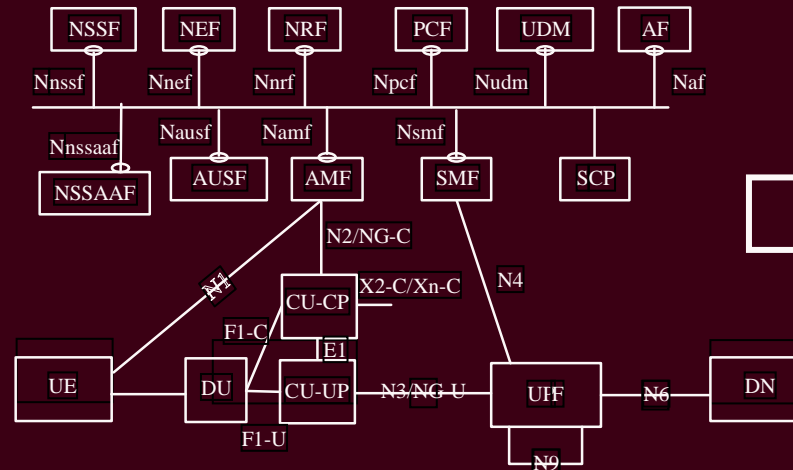 NSSF NEF NRF PCF UDM AF
Nnssf Nnef Nnrf Npcf Nudm Naf
Nnssaaf Nausf Namf Nsmf
NSSAAF AUSF AMF SMF SCP
N2/NG-C
N1 X2-C/Xn-C N4
CU-CP
F1-C
E1
UE DU CU-UP N3/NG-U UPF N6 DN
F1-U
N9